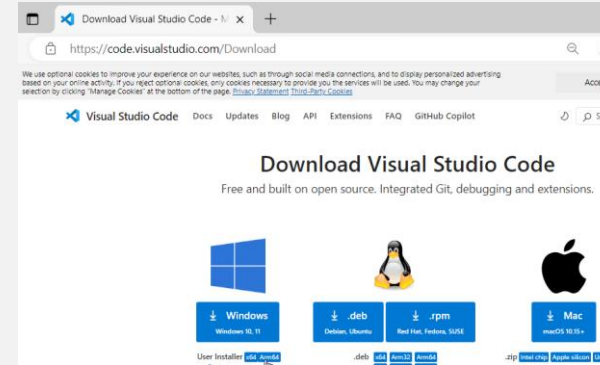 Download Visual Studio Code - M
https://code.visualstudio.com/Download
We use optional cookies to improve your experience on our websites, such as through social media connections, and to display personalized advertising
based on your online activity. If you reject optional cookies, only cookies necessary to provide you the services will be used. You may change your
selection by clicking "Manage Cookies" at the bottom of the page. Privacy Statement Third-Party Cookies
Acce
Visual Studio Code Docs Updates Blog API Extensions FAQ GitHub Copilot S
Download Visual Studio Code
Free and built on open source. Integrated Git, debugging and extensions.
Windows
Windows 10, 11
.deb
Debian, Ubuntu
.rpm
Red Hat, Fedora, SUSE
Mac
macOS 10.15+
User Installer x64 Arm64
.deb x64 Arm32 Arm64
.zip Intel chip Apple silicon